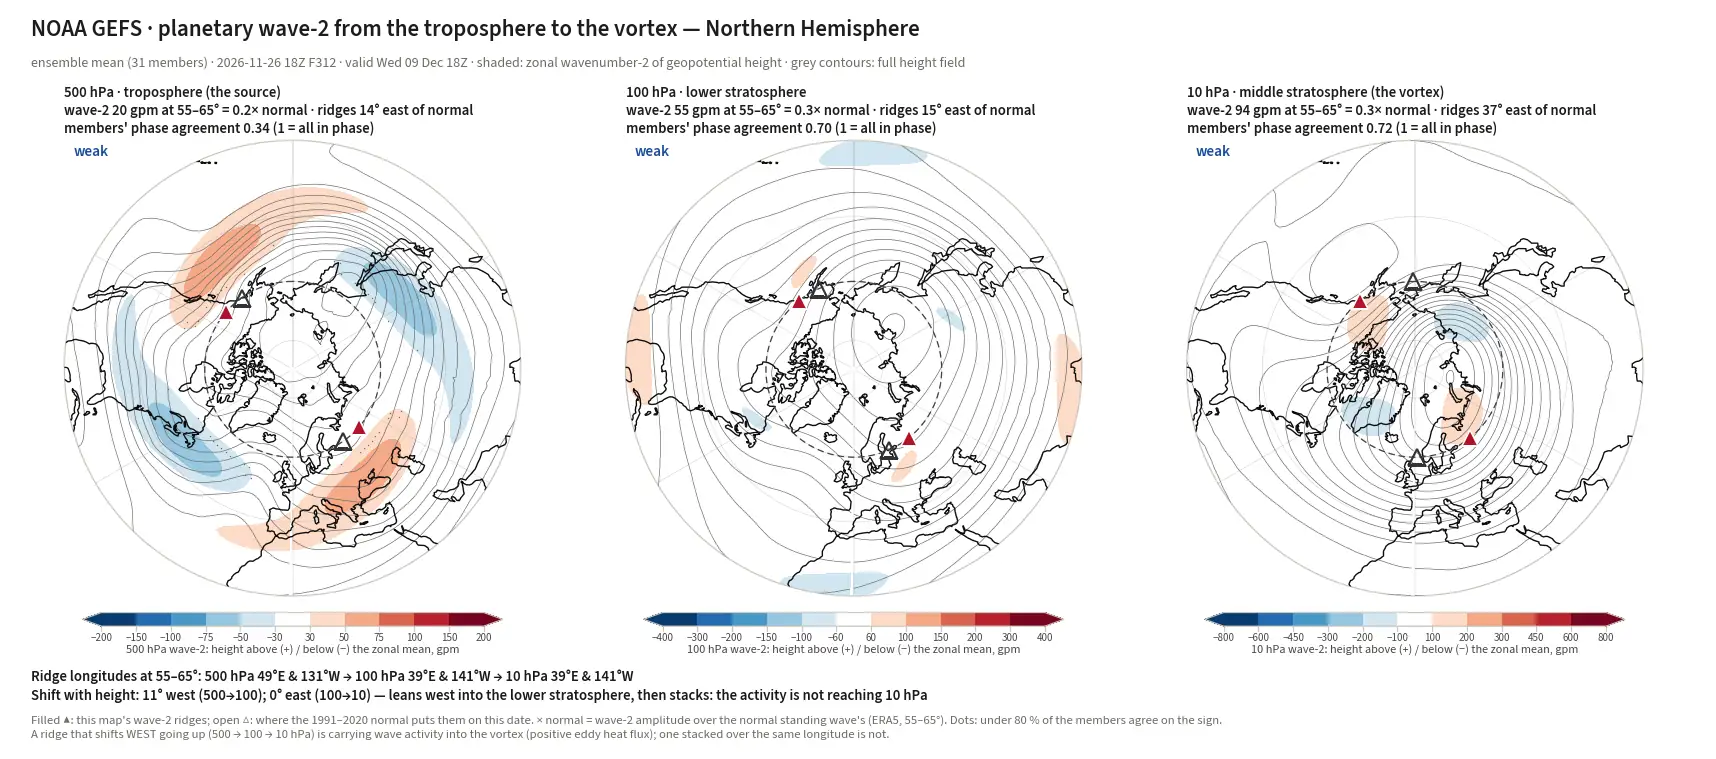 NOAA GEFS · planetary wave-2 from the troposphere to the vortex — Northern Hemisphere
ensemble mean (31 members) · 2026-11-26 18Z F312 · valid Wed 09 Dec 18Z · shaded: zonal wavenumber-2 of geopotential height · grey contours: full height field
500 hPa · troposphere (the source)
wave-2 20 gpm at 55–65° = 0.2× normal · ridges 14° east of normal
members' phase agreement 0.34 (1 = all in phase)
weak
100 hPa · lower stratosphere
wave-2 55 gpm at 55–65° = 0.3× normal · ridges 15° east of normal
members' phase agreement 0.70 (1 = all in phase)
weak
10 hPa · middle stratosphere (the vortex)
wave-2 94 gpm at 55–65° = 0.3× normal · ridges 37° east of normal
members' phase agreement 0.72 (1 = all in phase)
weak
−200 −150 −100 −75 −50 −30 30 50 75 100 150 200
500 hPa wave-2: height above (+) / below (−) the zonal mean, gpm
−400 −300 −200 −150 −100 −60 60 100 150 200 300 400
100 hPa wave-2: height above (+) / below (−) the zonal mean, gpm
−800 −600 −450 −300 −200 −100 100 200 300 450 600 800
10 hPa wave-2: height above (+) / below (−) the zonal mean, gpm
Ridge longitudes at 55–65°: 500 hPa 49°E & 131°W → 100 hPa 39°E & 141°W → 10 hPa 39°E & 141°W
Shift with height: 11° west (500→100); 0° east (100→10) — leans west into the lower stratosphere, then stacks: the activity is not reaching 10 hPa
Filled ▲: this map's wave-2 ridges; open △: where the 1991–2020 normal puts them on this date. × normal = wave-2 amplitude over the normal standing wave's (ERA5, 55–65°). Dots: under 80 % of the members agree on the sign.
A ridge that shifts WEST going up (500 → 100 → 10 hPa) is carrying wave activity into the vortex (positive eddy heat flux); one stacked over the same longitude is not.